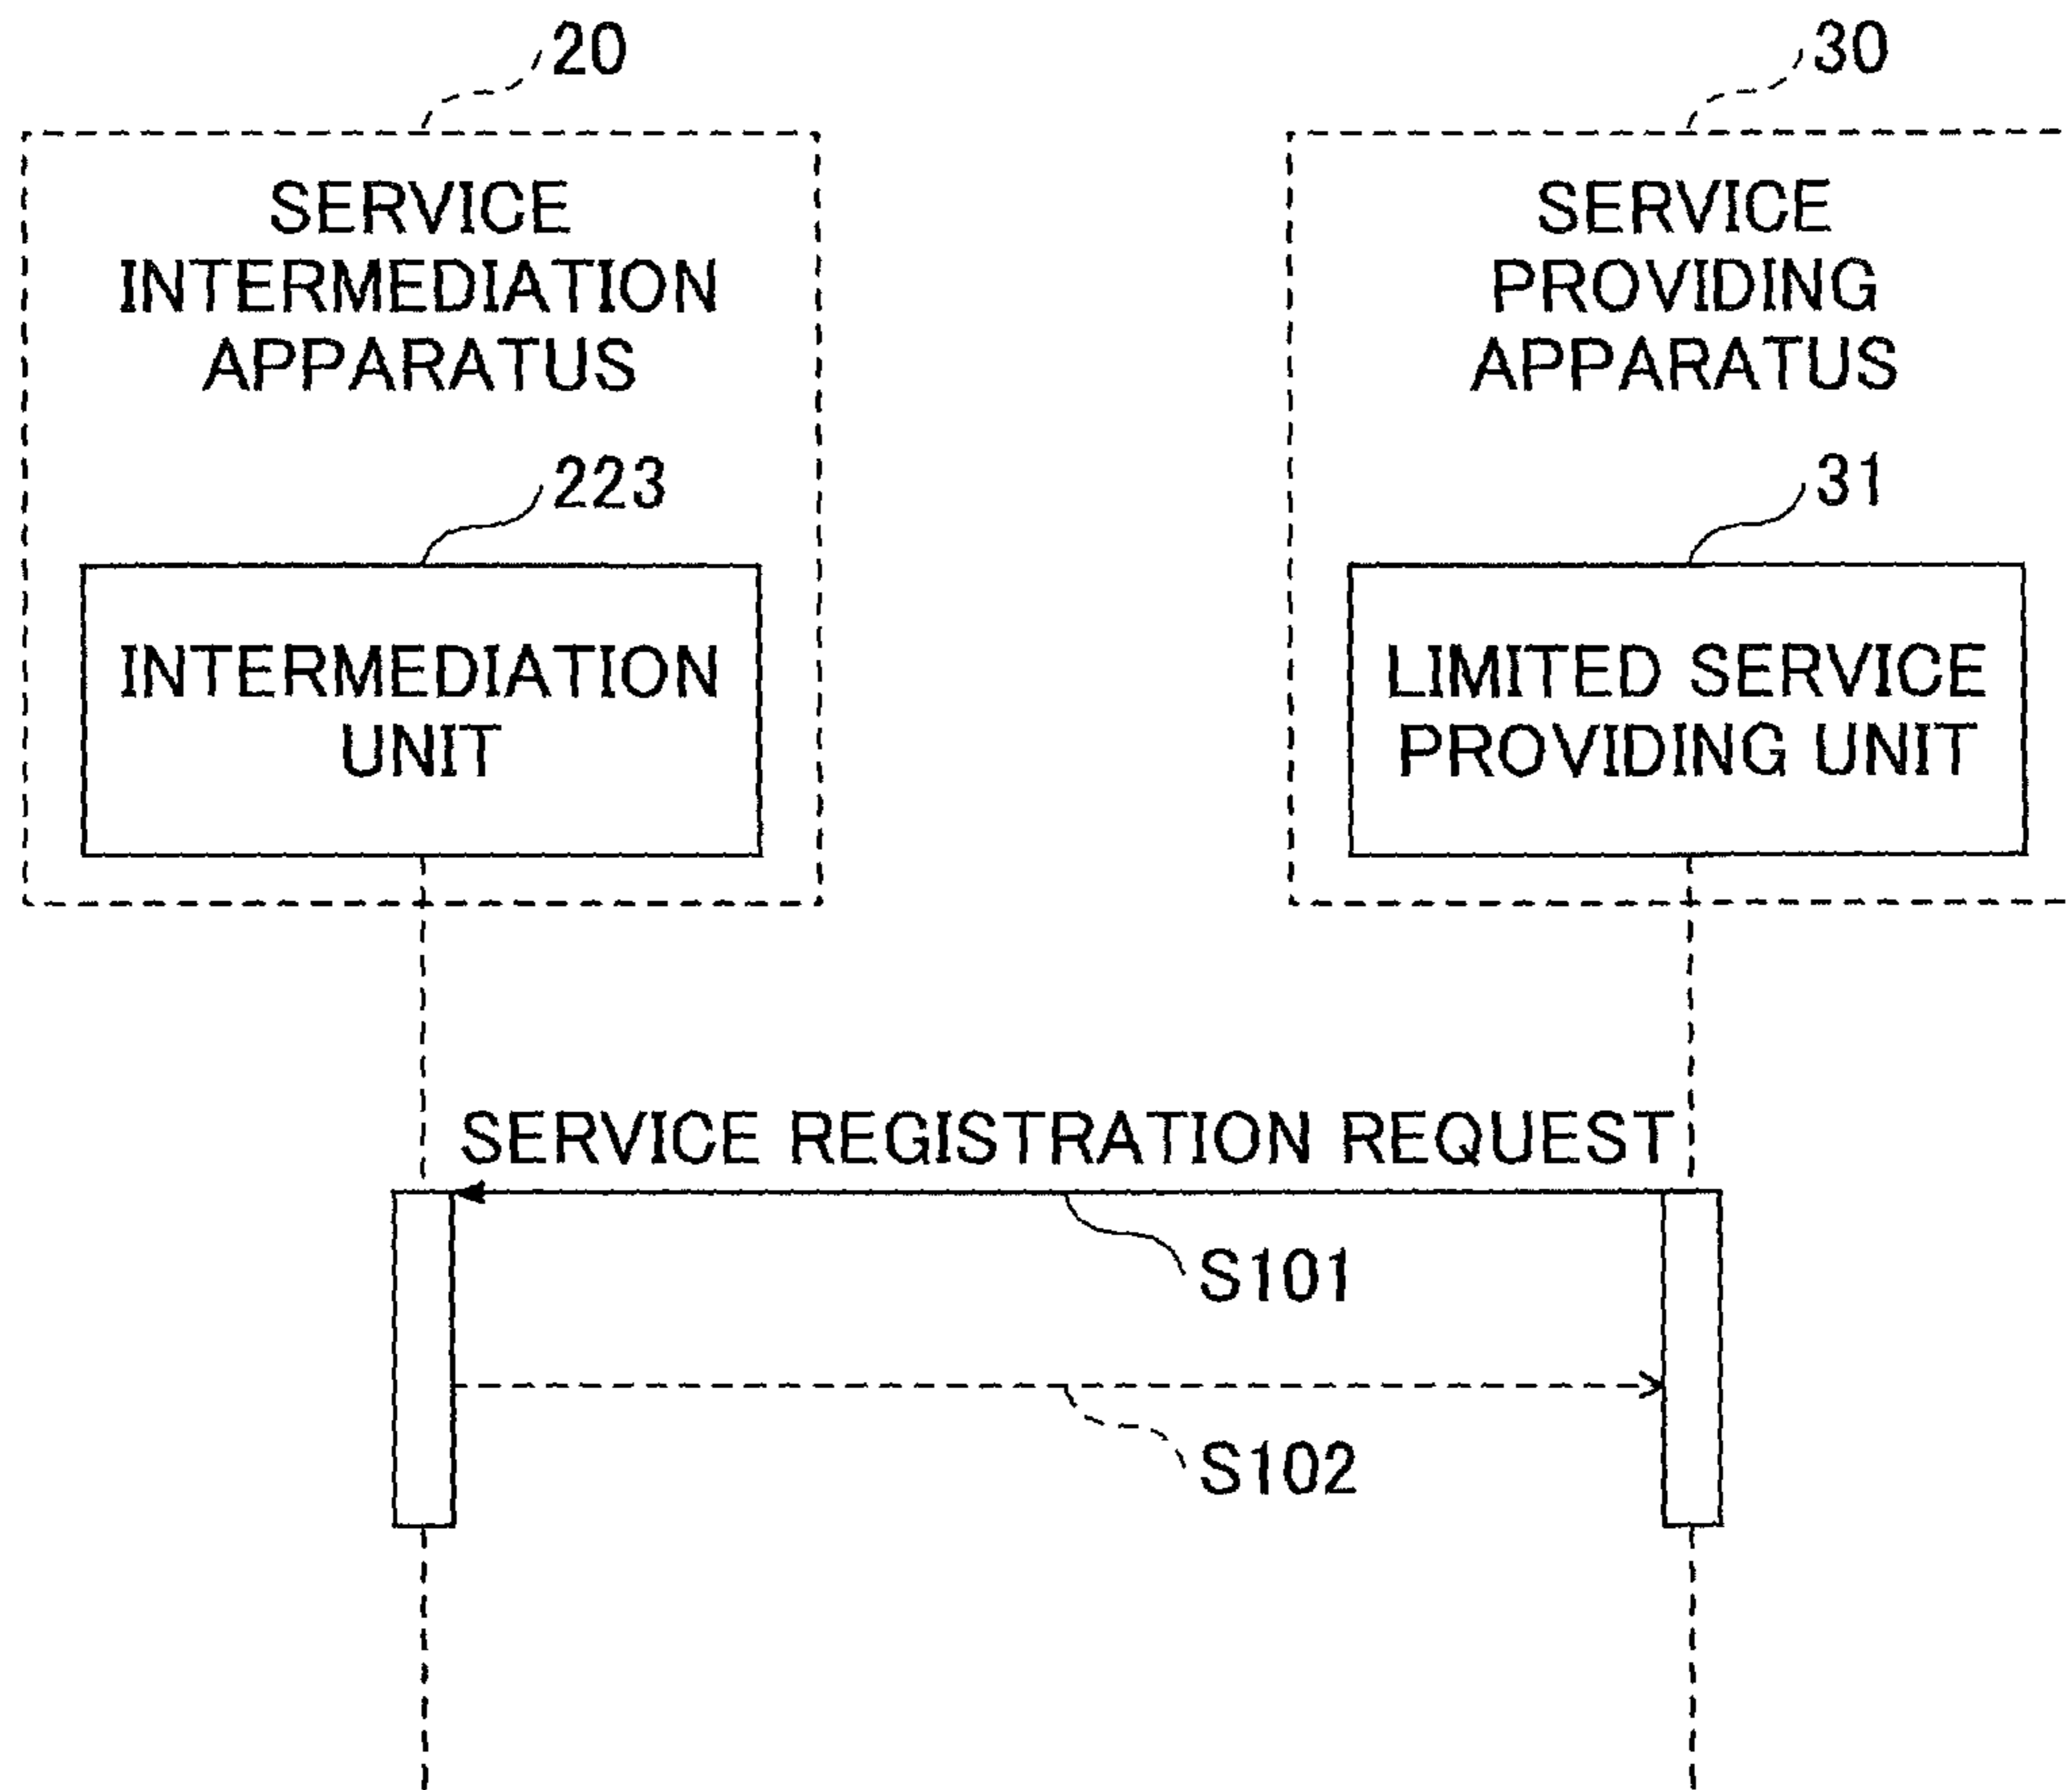 20
30
SERVICE
INTERMEDIATION
APPARATUS
SERVICE
PROVIDING
APPARATUS
223
31
INTERMEDIATION
UNIT
LIMITED SERVICE
PROVIDING UNIT
SERVICE REGISTRATION REQUEST
S101
S102